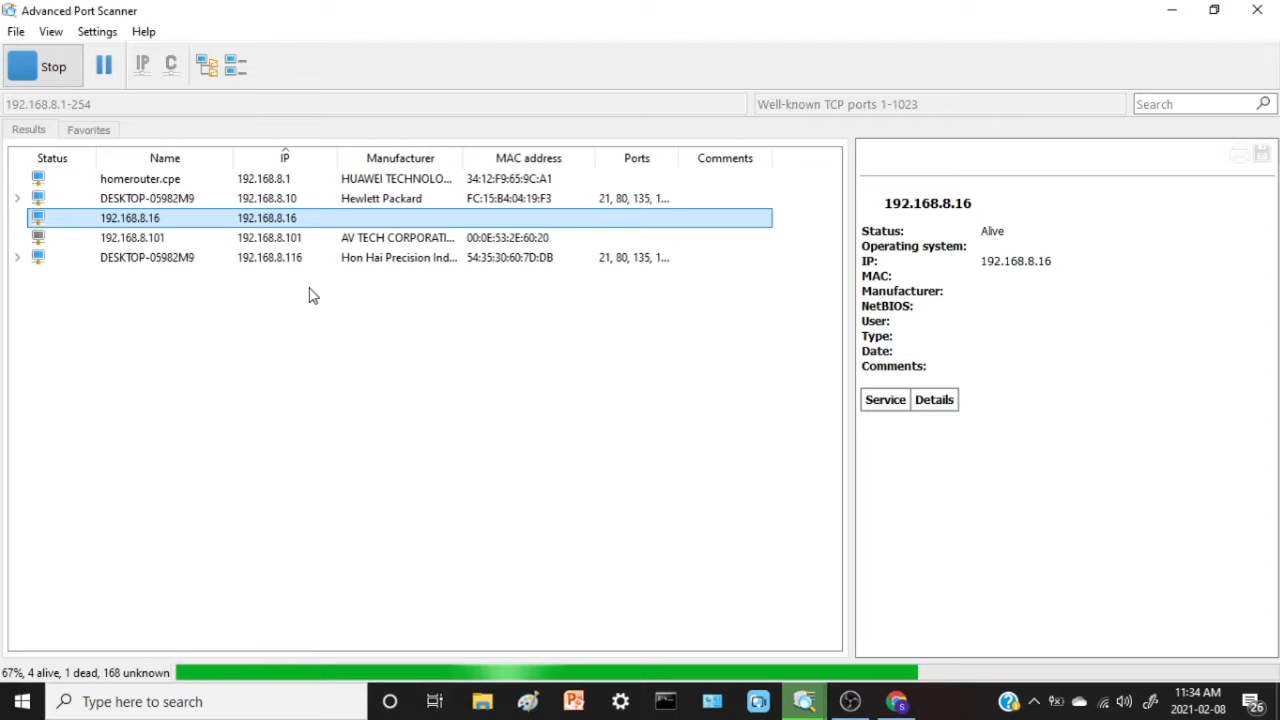 Advanced Port Scanner
File View Settings Help
Stop IP C
192.168.8.1-254 Well-known TCP ports 1-1023 Search
Results Favorites
Status Name IP Manufacturer MAC address Ports Comments
homerouter.cpe 192.168.8.1 HUAWEI TECHNOLO... 34:12:F9:65:9C:A1
DESKTOP-05982M9 192.168.8.10 Hewlett Packard FC:15:B4:04:19:F3 21, 80, 135, 1...
192.168.8.16 192.168.8.16
192.168.8.101 192.168.8.101 AV TECH CORPORATI... 00:0E:53:2E:60:20
DESKTOP-05982M9 192.168.8.116 Hon Hai Precision Ind... 54:35:30:60:7D:DB 21, 80, 135, 1...
192.168.8.16
Status: Alive
Operating system:
IP: 192.168.8.16
MAC:
Manufacturer:
NetBIOS:
User:
Type:
Date:
Comments:
Service Details
67%, 4 alive, 1 dead, 168 unknown
Type here to search
11:34 AM
2021-02-08
26